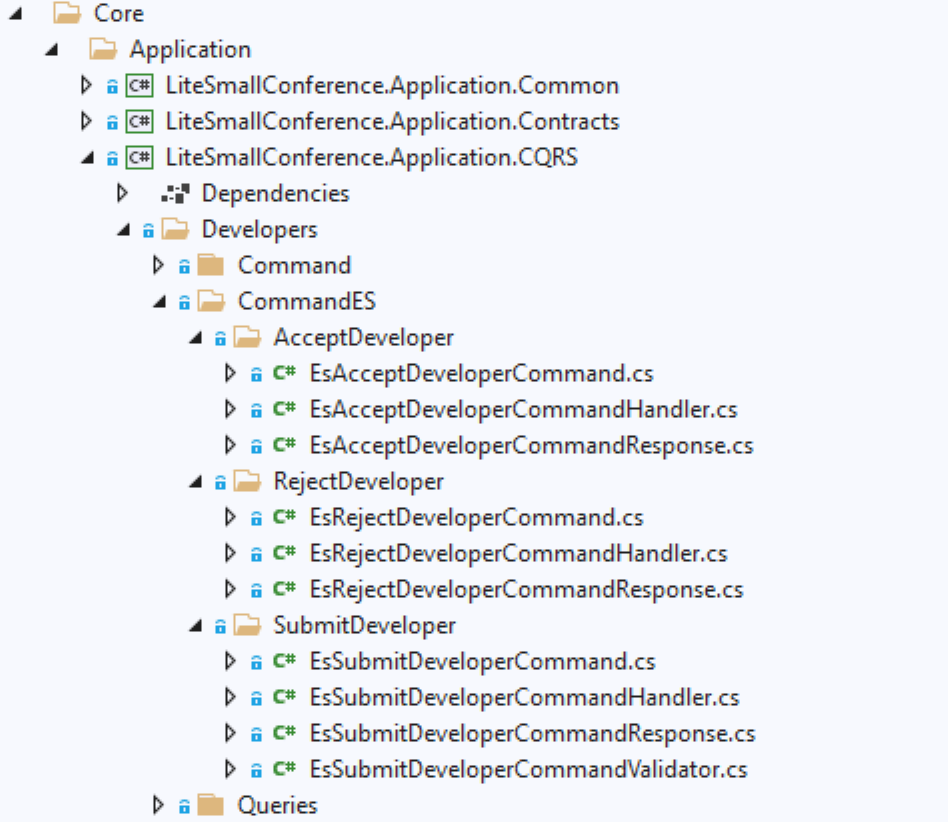 Core
Application
C# LiteSmallConference.Application.Common
C# LiteSmallConference.Application.Contracts
C# LiteSmallConference.Application.CQRS
Dependencies
Developers
Command
CommandES
AcceptDeveloper
C# EsAcceptDeveloperCommand.cs
C# EsAcceptDeveloperCommandHandler.cs
C# EsAcceptDeveloperCommandResponse.cs
RejectDeveloper
C# EsRejectDeveloperCommand.cs
C# EsRejectDeveloperCommandHandler.cs
C# EsRejectDeveloperCommandResponse.cs
SubmitDeveloper
C# EsSubmitDeveloperCommand.cs
C# EsSubmitDeveloperCommandHandler.cs
C# EsSubmitDeveloperCommandResponse.cs
C# EsSubmitDeveloperCommandValidator.cs
Queries